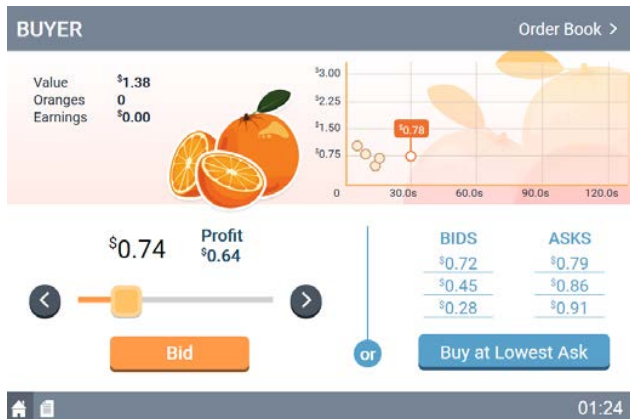 BUYER
Order Book >
Value $1.38
Oranges 0
Earnings $0.00
$3.00
$2.25
$1.50
$0.75
$0.78
0 30.0s 60.0s 90.0s 120.0s
$0.74
Profit
$0.64
Bid
or
BIDS ASKS
$0.72 $0.79
$0.45 $0.86
$0.28 $0.91
Buy at Lowest Ask
01:24